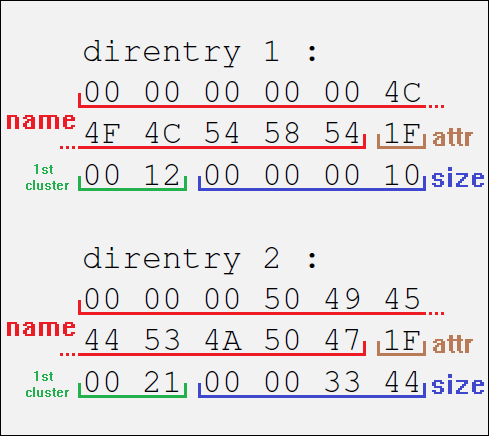 direntry 1 :
00 00 00 00 00 4C
name 4F 4C 54 58 54 1F attr
1st cluster 00 12 00 00 00 10 size
direntry 2 :
00 00 00 50 49 45
name 44 53 4A 50 47 1F attr
1st cluster 00 21 00 00 33 44 size